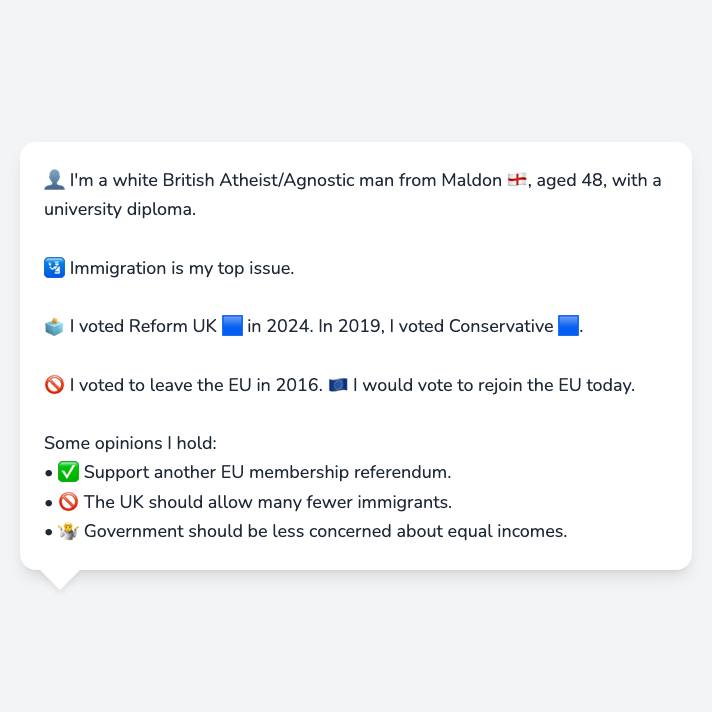 👤 I'm a white British Atheist/Agnostic man from Maldon 🏴󠁧󠁢󠁥󠁮󠁧󠁿, aged 48, with a
university diploma.
🛂 Immigration is my top issue.
🗳️ I voted Reform UK 🟦 in 2024. In 2019, I voted Conservative 🟦.
🚫 I voted to leave the EU in 2016. 🇪🇺 I would vote to rejoin the EU today.
Some opinions I hold:
• ✅ Support another EU membership referendum.
• 🚫 The UK should allow many fewer immigrants.
• 🤷 Government should be less concerned about equal incomes.